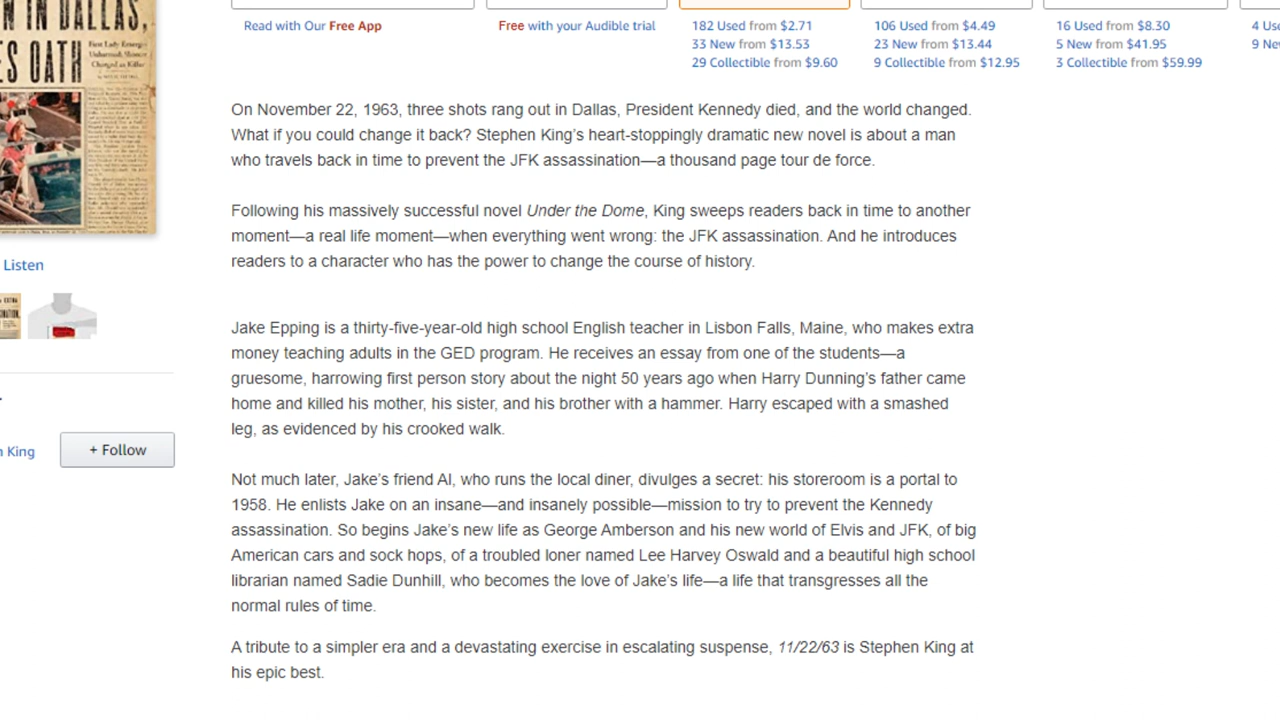 N IN DALLAS,
ES OATH
First Lady Emerges
Unharmed; Mystery
Charged as Killer
Listen
King
+ Follow
Read with Our Free App
Free with your Audible trial
182 Used from $2.71
33 New from $13.53
29 Collectible from $9.60
106 Used from $4.49
23 New from $13.44
9 Collectible from $12.95
16 Used from $8.30
5 New from $41.95
3 Collectible from $59.99
4 Use
9 Ne
On November 22, 1963, three shots rang out in Dallas, President Kennedy died, and the world changed.
What if you could change it back? Stephen King's heart-stoppingly dramatic new novel is about a man
who travels back in time to prevent the JFK assassination—a thousand page tour de force.
Following his massively successful novel Under the Dome, King sweeps readers back in time to another
moment—a real life moment—when everything went wrong: the JFK assassination. And he introduces
readers to a character who has the power to change the course of history.
Jake Epping is a thirty-five-year-old high school English teacher in Lisbon Falls, Maine, who makes extra
money teaching adults in the GED program. He receives an essay from one of the students—a
gruesome, harrowing first person story about the night 50 years ago when Harry Dunning's father came
home and killed his mother, his sister, and his brother with a hammer. Harry escaped with a smashed
leg, as evidenced by his crooked walk.
Not much later, Jake's friend Al, who runs the local diner, divulges a secret: his storeroom is a portal to
1958. He enlists Jake on an insane—and insanely possible—mission to try to prevent the Kennedy
assassination. So begins Jake's new life as George Amberson and his new world of Elvis and JFK, of big
American cars and sock hops, of a troubled loner named Lee Harvey Oswald and a beautiful high school
librarian named Sadie Dunhill, who becomes the love of Jake's life—a life that transgresses all the
normal rules of time.
A tribute to a simpler era and a devastating exercise in escalating suspense, 11/22/63 is Stephen King at
his epic best.